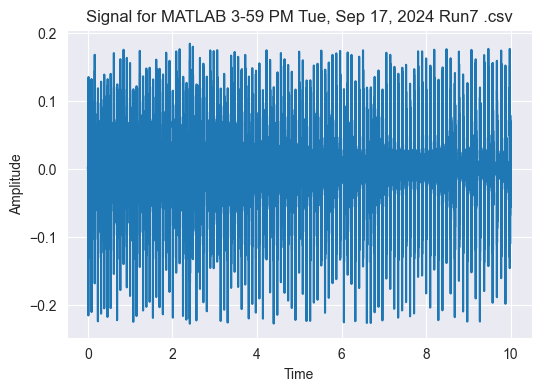 Signal for MATLAB 3-59 PM Tue, Sep 17, 2024 Run7 .csv
0.2
0.1
0.0
−0.1
−0.2
Amplitude
0 2 4 6 8 10
Time